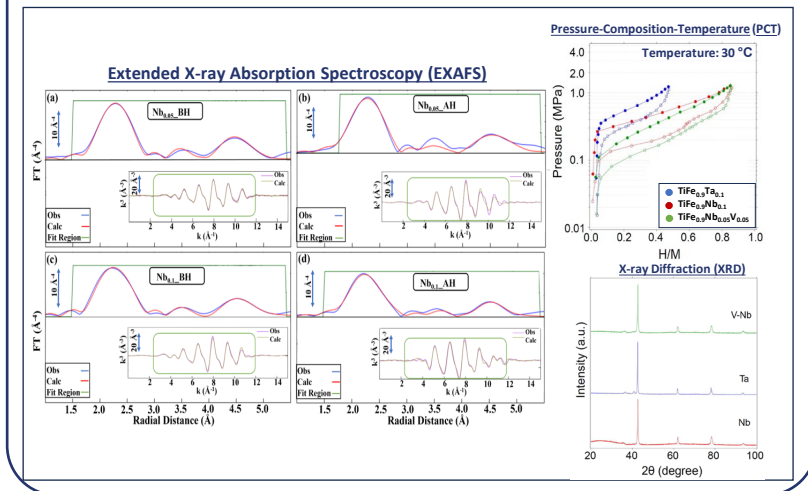 Extended X-ray Absorption Spectroscopy (EXAFS)
(a)
Nb0.05_BH
10 Å-4
FT (Å-4)
Obs
Calc
20 Å-3
k3 (Å-3)
2 4 6 8 10 12 14
k (Å-1)
Obs
Calc
Fit Region
(b)
Nb0.05_AH
10 Å-4
Obs
Calc
20 Å-3
k3 (Å-3)
2 4 6 8 10 12 14
k (Å-1)
Obs
Calc
Fit Region
(c)
Nb0.1_BH
10 Å-4
FT (Å-4)
Obs
Calc
20 Å-3
k3 (Å-3)
2 4 6 8 10 12 14
k (Å-1)
Obs
Calc
Fit Region
1.5 2.0 2.5 3.0 3.5 4.0 4.5 5.0
Radial Distance (Å)
(d)
Nb0.1_AH
10 Å-4
Obs
Calc
20 Å-3
k3 (Å-3)
2 4 6 8 10 12 14
k (Å-1)
Obs
Calc
Fit Region
1.5 2.0 2.5 3.0 3.5 4.0 4.5 5.0
Radial Distance (Å)
Pressure-Composition-Temperature (PCT)
Temperature: 30 °C
4.0
2.0
1.0
0.1
0.01
Pressure (MPa)
TiFe0.9Ta0.1
TiFe0.9Nb0.1
TiFe0.9Nb0.05V0.05
0.0 0.2 0.4 0.6 0.8 1.0
H/M
X-ray Diffraction (XRD)
Intensity (a.u.)
V-Nb
Ta
Nb
20 40 60 80 100
2θ (degree)